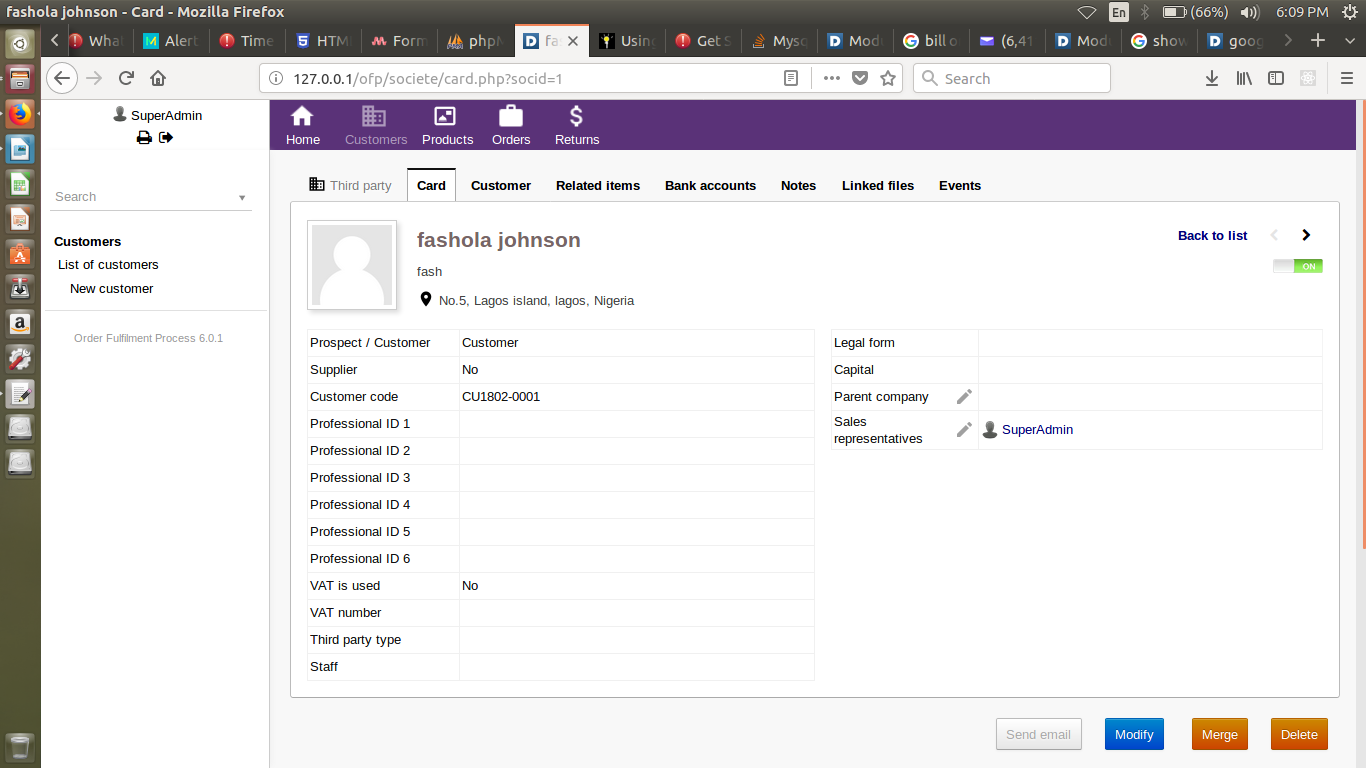 fashola johnson - Card - Mozilla Firefox
En
(66%)
6:09 PM
Wha
Alert
Time
HTM
Form
php
fa
Using
Get S
Mysq
Modu
bill o
(6,41
Modu
show
goog
127.0.0.1/ofp/societe/card.php?socid=1
Search
SuperAdmin
Home
Customers
Products
Orders
Returns
Search
Customers
List of customers
New customer
Order Fulfilment Process 6.0.1
Third party
Card
Customer
Related items
Bank accounts
Notes
Linked files
Events
fashola johnson
Back to list
fash
ON
No.5, Lagos island, lagos, Nigeria
Prospect / Customer Customer
Supplier No
Customer code CU1802-0001
Professional ID 1
Professional ID 2
Professional ID 3
Professional ID 4
Professional ID 5
Professional ID 6
VAT is used No
VAT number
Third party type
Staff
Legal form
Capital
Parent company
Sales
representatives
SuperAdmin
Send email
Modify
Merge
Delete